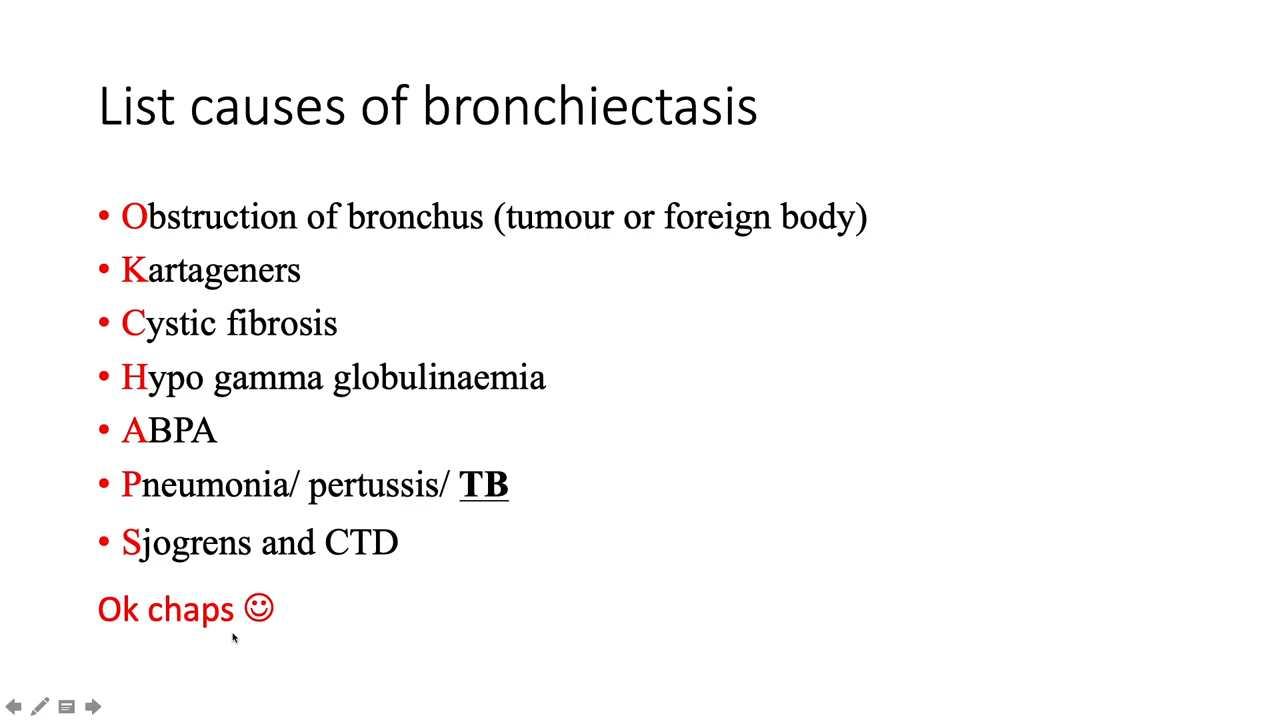 List causes of bronchiectasis
• Obstruction of bronchus (tumour or foreign body)
• Kartageners
• Cystic fibrosis
• Hypo gamma globulinaemia
• ABPA
• Pneumonia/ pertussis/ TB
• Sjogrens and CTD
Ok chaps ☺